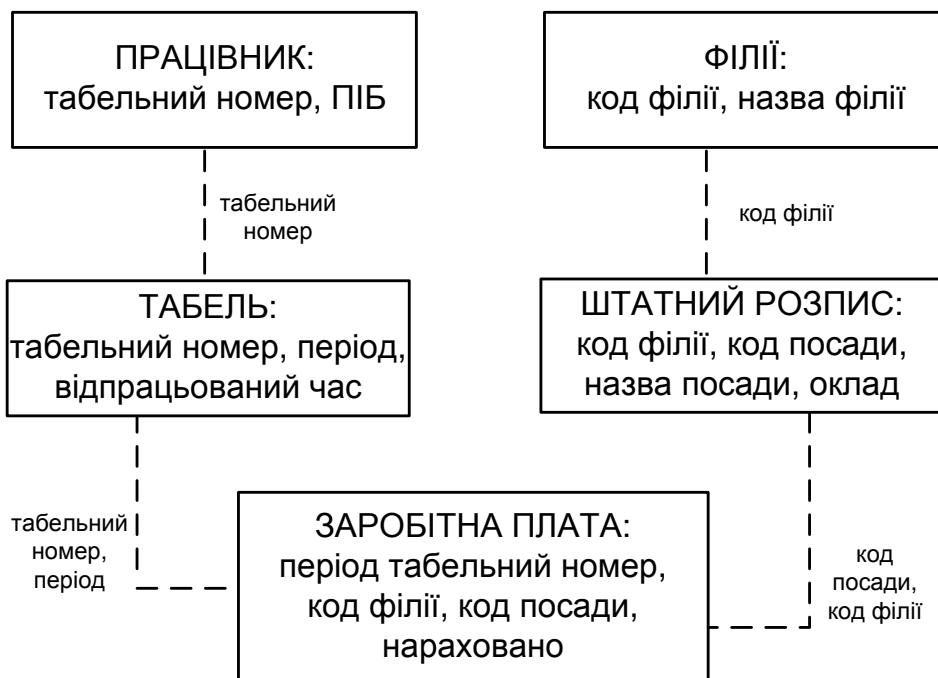 ПРАЦІВНИК:
табельний номер, ПІБ
ФІЛІЇ:
код філії, назва філії
табельний
номер
код філії
ТАБЕЛЬ:
табельний номер, період,
відпрацьований час
ШТАТНИЙ РОЗПИС:
код філії, код посади,
назва посади, оклад
табельний
номер,
період
ЗАРОБІТНА ПЛАТА:
період табельний номер,
код філії, код посади,
нараховано
код
посади,
код філії